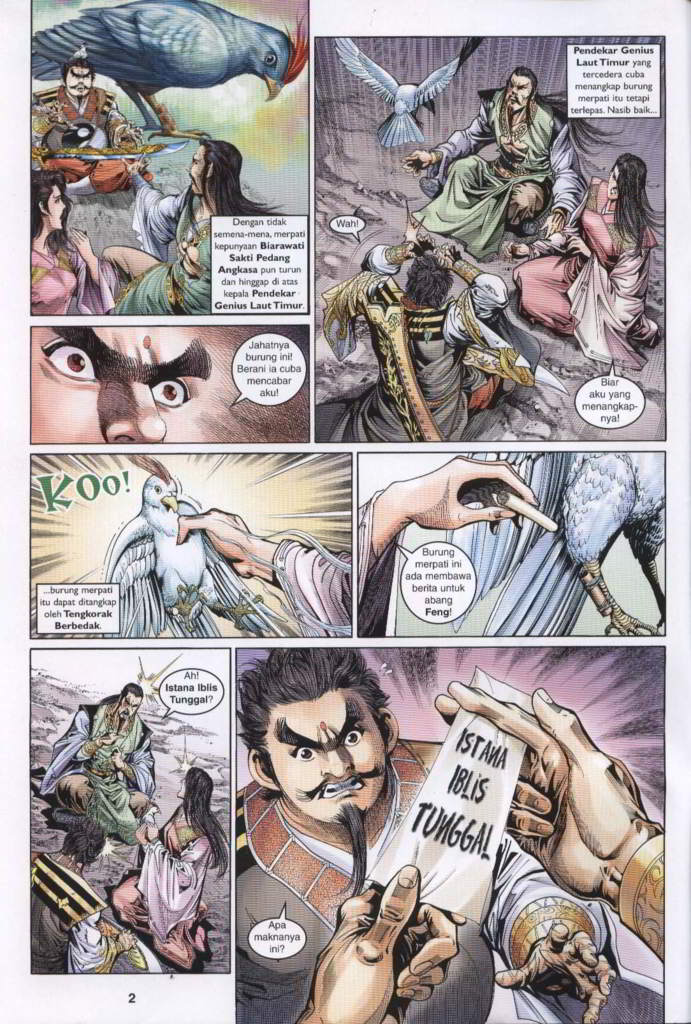 Dengan tidak
semena-mena, merpati
kepunyaan Biarawati
Sakti Pedang
Angkasa pun turun
dan hinggap di atas
kepala Pendekar
Genius Laut Timur.
Pendekar Genius
Laut Timur yang
tercedera cuba
menangkap burung
merpati itu tetapi
terlepas. Nasib baik...
Wah!
Biar
aku yang
menangkap-
nya!
Jahatnya
burung ini!
Berani ia cuba
mencabar
aku!
KOO!
...burung merpati
itu dapat ditangkap
oleh Tengkorak
Berbedak.
Burung
merpati ini
ada membawa
berita untuk
abang
Feng!
Ah!
Istana Iblis
Tunggal?
ISTANA
IBLIS
TUNGGAL
Apa
maknanya
ini?
2